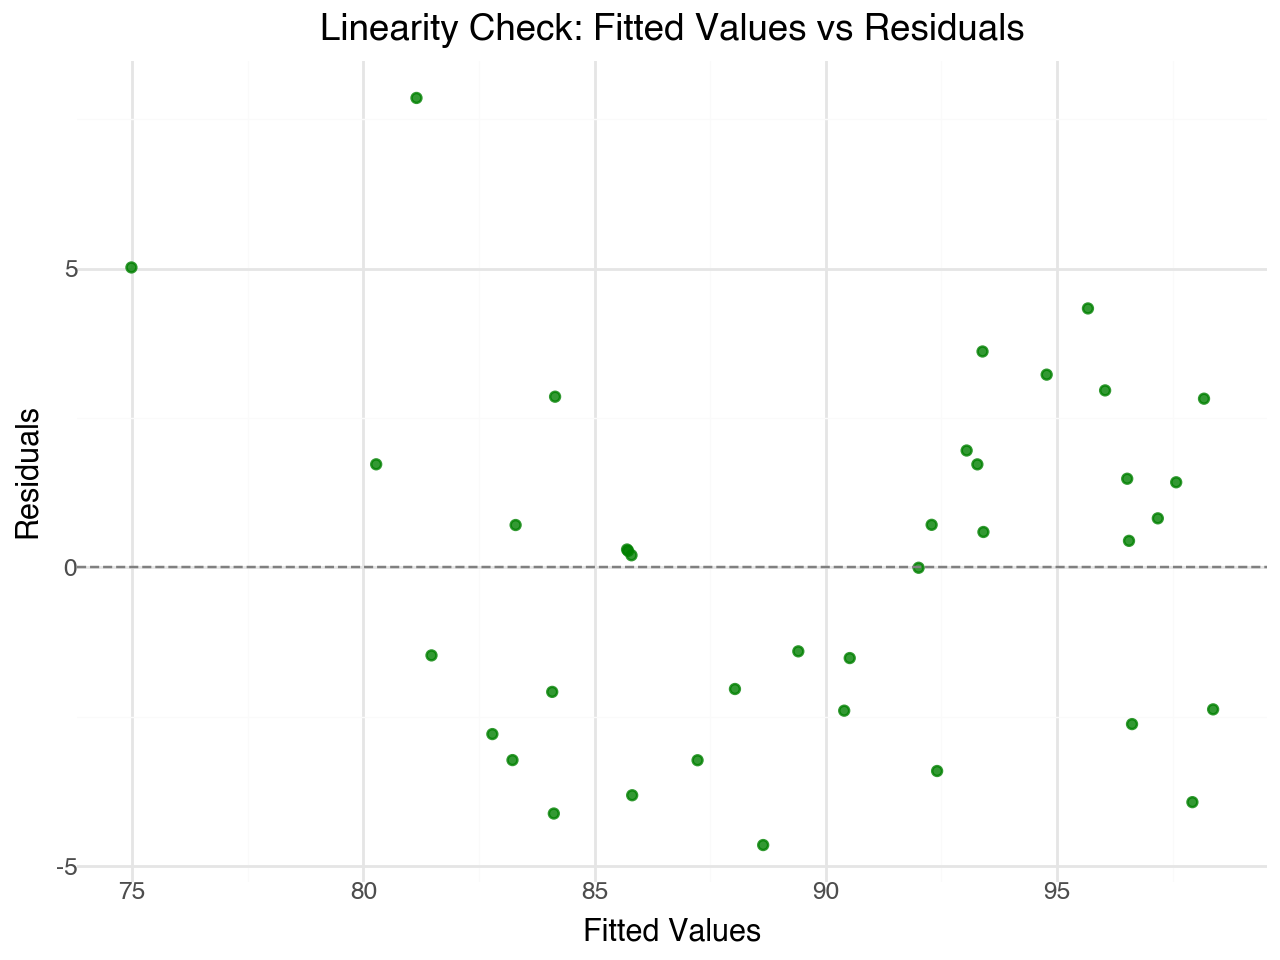 Linearity Check: Fitted Values vs Residuals
5
0
-5
Residuals
75 80 85 90 95
Fitted Values